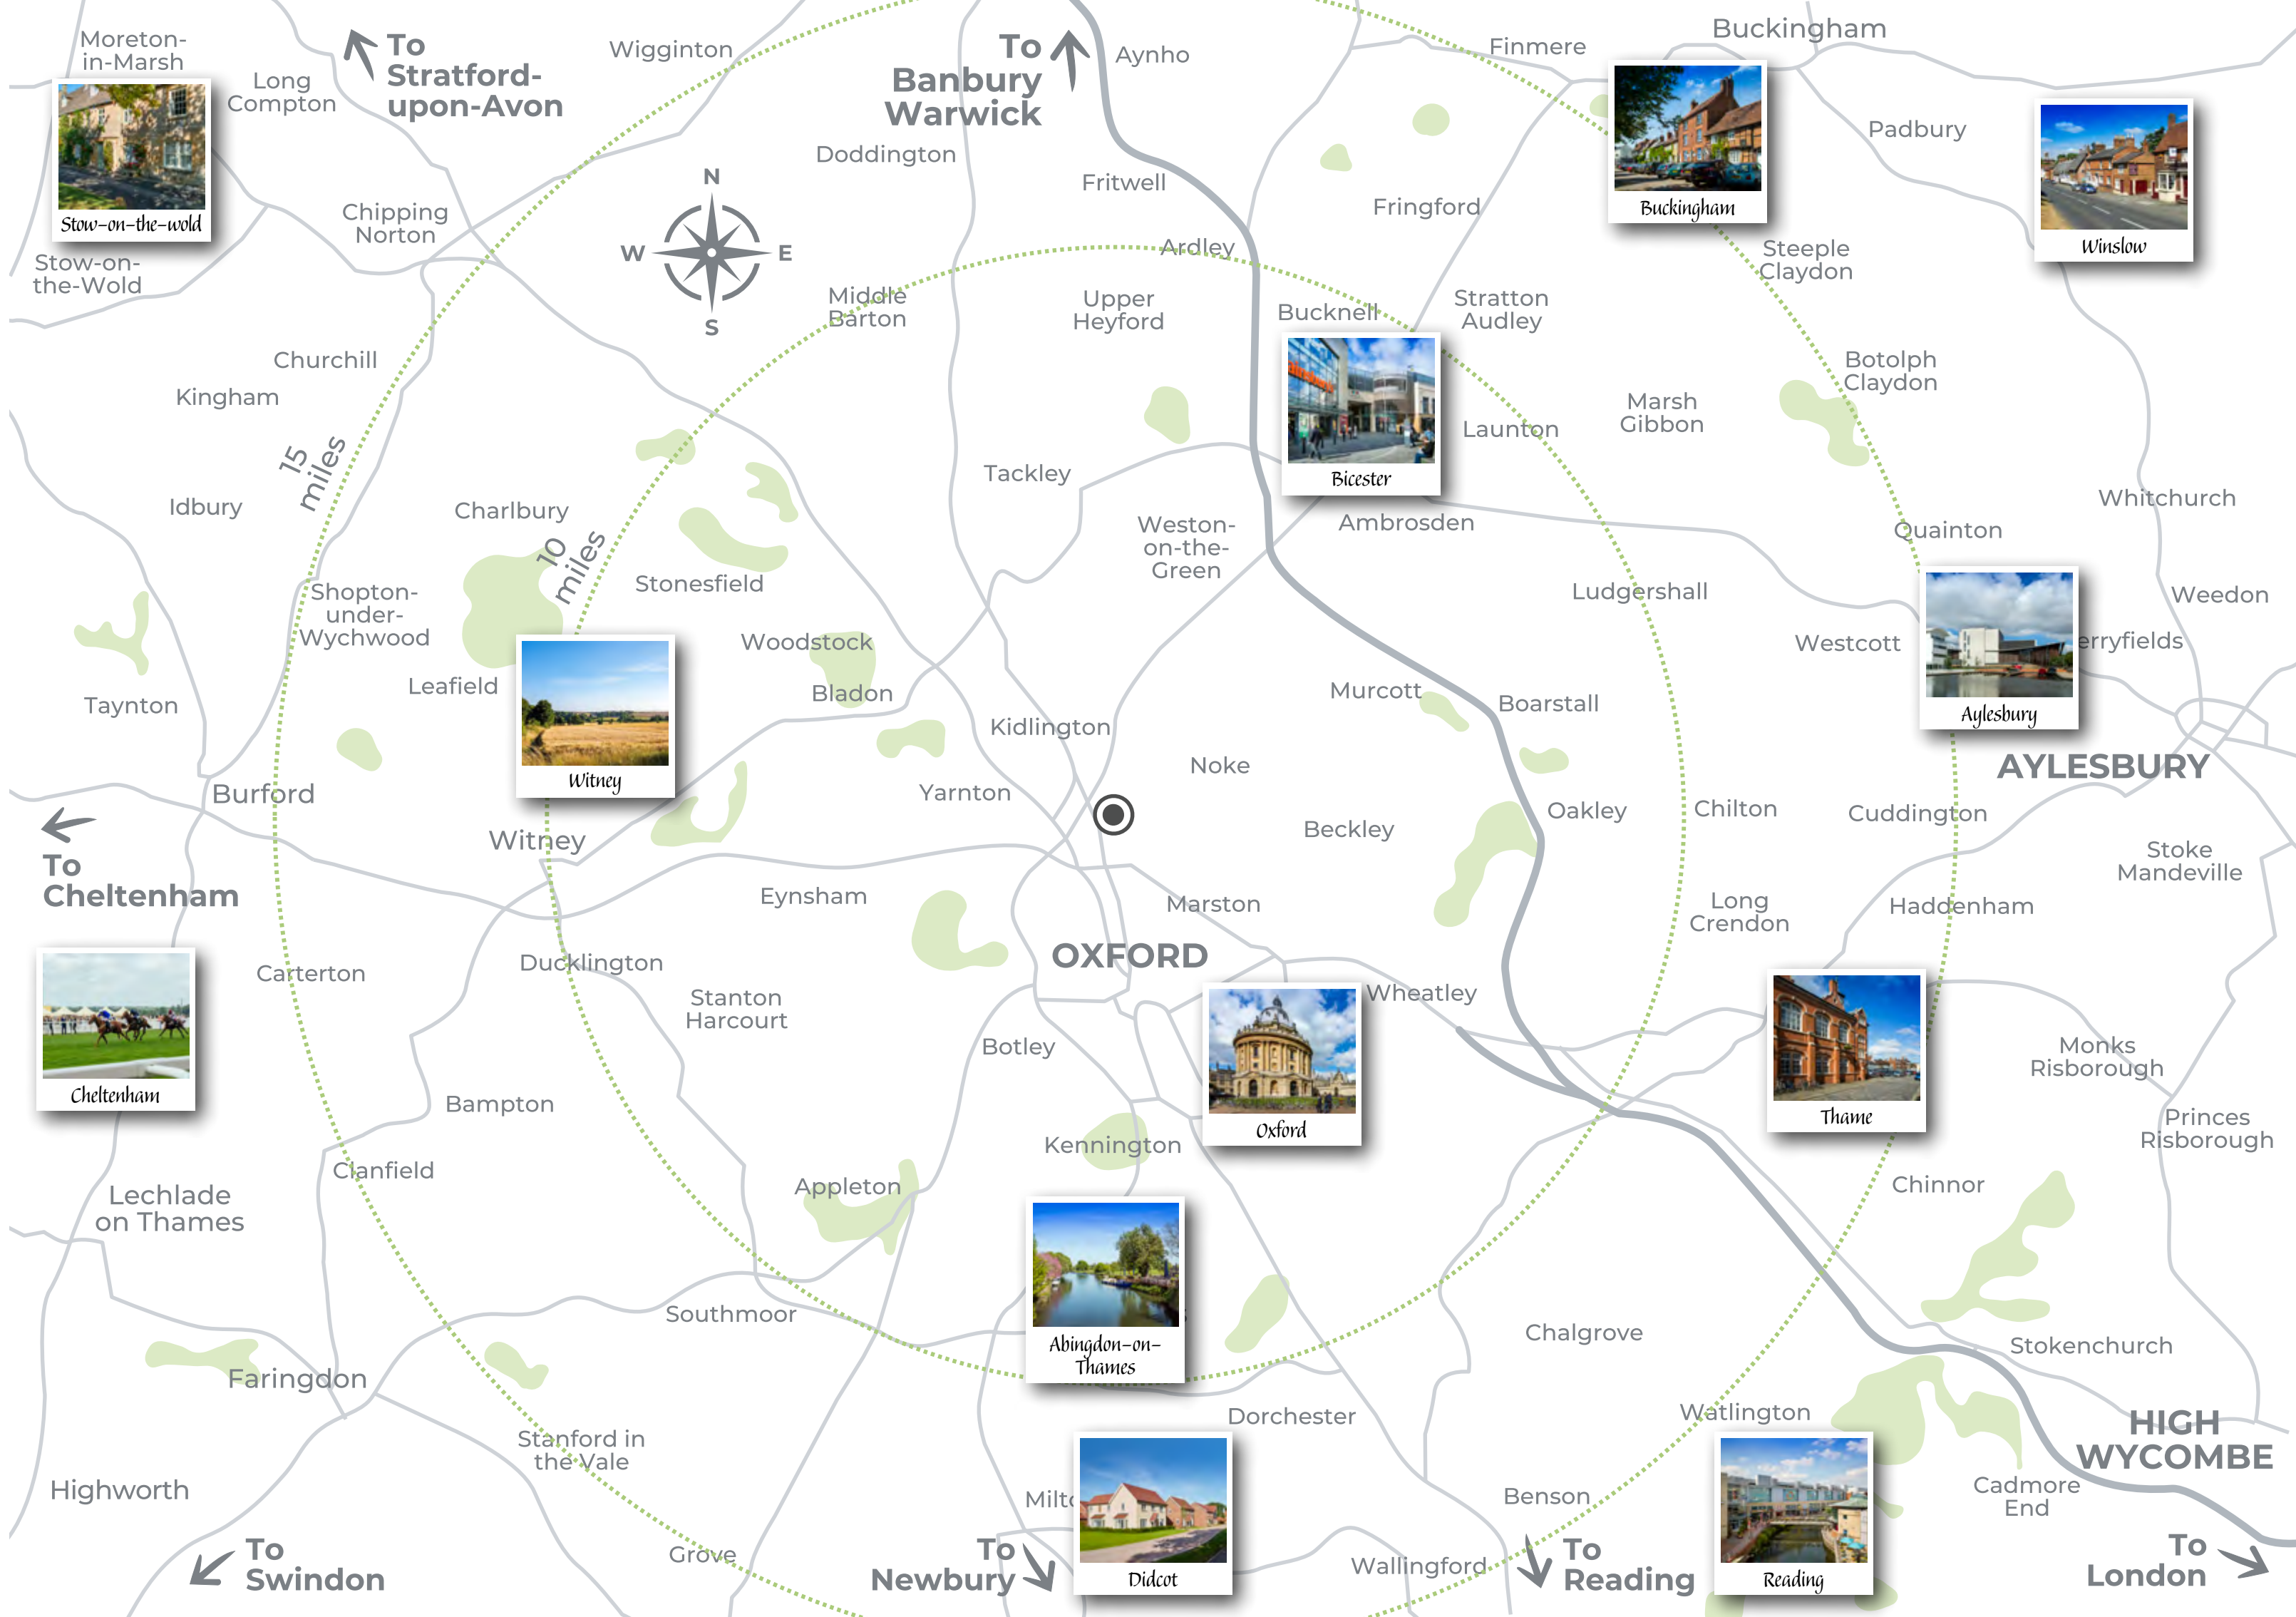 Moreton-
in-Marsh
To
Stratford-
upon-Avon
Wigginton
To
Banbury
Warwick
Aynho
Finmere
Buckingham
Long
Compton
Doddington
Fritwell
Fringford
Padbury
Stow-on-the-wold
Buckingham
Winslow
Chipping
Norton
N
W
E
S
Ardley
Steeple
Claydon
Stow-on-
the-Wold
Middle
Barton
Upper
Heyford
Bucknell
Stratton
Audley
Churchill
Kingham
Botolph
Claydon
Marsh
Gibbon
Launton
15
miles
Tackley
Bicester
Whitchurch
Idbury
Charlbury
10
miles
Weston-
on-the-
Green
Ambrosden
Quainton
Shopton-
under-
Wychwood
Stonesfield
Ludgershall
Weedon
Woodstock
Westcott
erryfields
Leafield
Bladon
Murcott
Boarstall
Taynton
Kidlington
Aylesbury
Witney
Noke
AYLESBURY
Burford
Yarnton
Beckley
Oakley
Chilton
Cuddington
Witney
To
Cheltenham
Stoke
Mandeville
Eynsham
Marston
Long
Crendon
Haddenham
OXFORD
Carterton
Ducklington
Stanton
Harcourt
Wheatley
Botley
Monks
Risborough
Cheltenham
Bampton
Oxford
Thame
Princes
Risborough
Kennington
Clanfield
Appleton
Chinnor
Lechlade
on Thames
Southmoor
Abingdon-on-
Thames
Chalgrove
Stokenchurch
Faringdon
Dorchester
Watlington
HIGH
WYCOMBE
Stanford in
the Vale
Highworth
Milto
Benson
Cadmore
End
To
Swindon
Grove
To
Newbury
Didcot
Wallingford
To
Reading
Reading
To
London